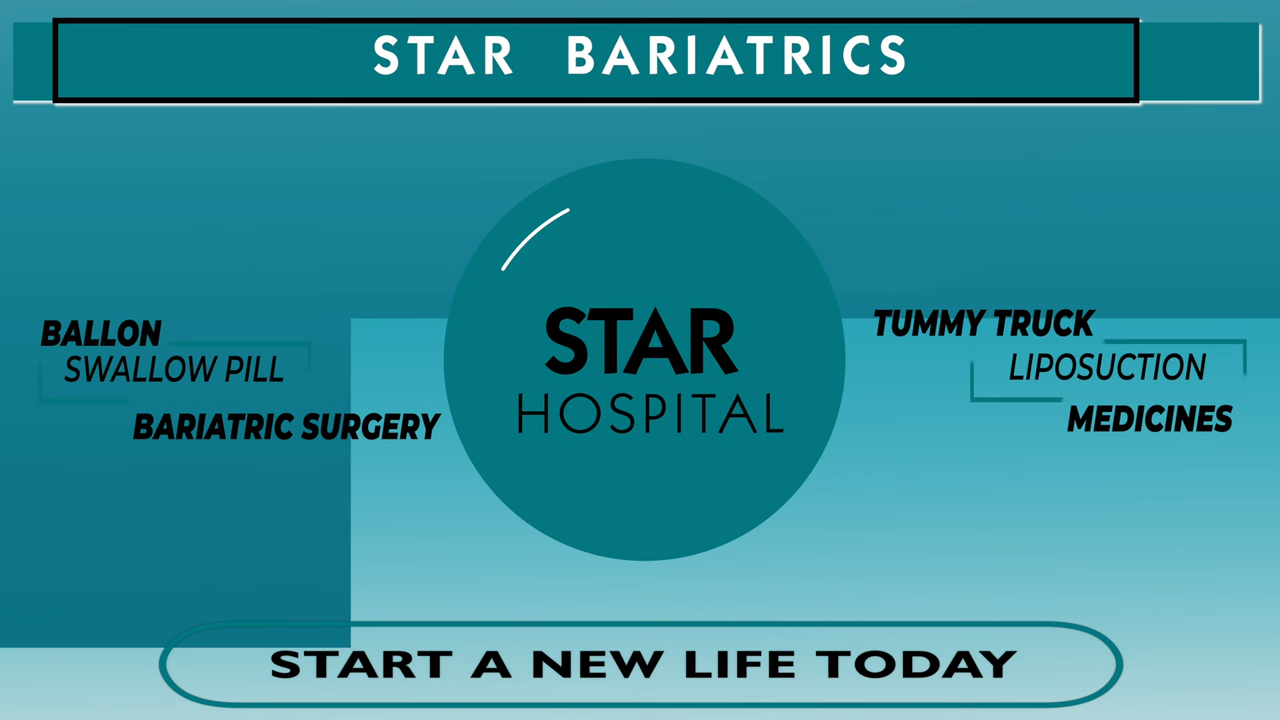 STAR BARIATRICS
BALLON
SWALLOW PILL
BARIATRIC SURGERY
STAR
HOSPITAL
TUMMY TRUCK
LIPOSUCTION
MEDICINES
START A NEW LIFE TODAY